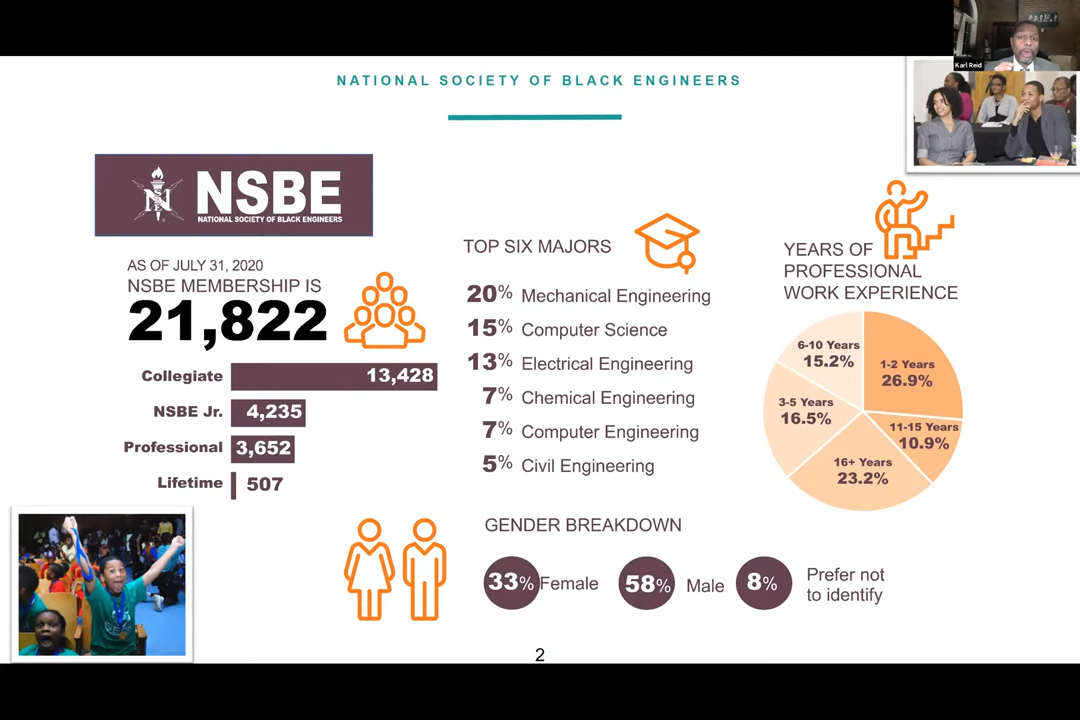 Karl Reid
NATIONAL SOCIETY OF BLACK ENGINEERS
NSBE
NATIONAL SOCIETY OF BLACK ENGINEERS
AS OF JULY 31, 2020
NSBE MEMBERSHIP IS
21,822
Collegiate 13,428
NSBE Jr. 4,235
Professional 3,652
Lifetime 507
TOP SIX MAJORS
20% Mechanical Engineering
15% Computer Science
13% Electrical Engineering
7% Chemical Engineering
7% Computer Engineering
5% Civil Engineering
YEARS OF
PROFESSIONAL
WORK EXPERIENCE
6-10 Years
15.2%
1-2 Years
26.9%
3-5 Years
16.5%
11-15 Years
10.9%
16+ Years
23.2%
GENDER BREAKDOWN
33% Female
58% Male
8% Prefer not
to identify
2